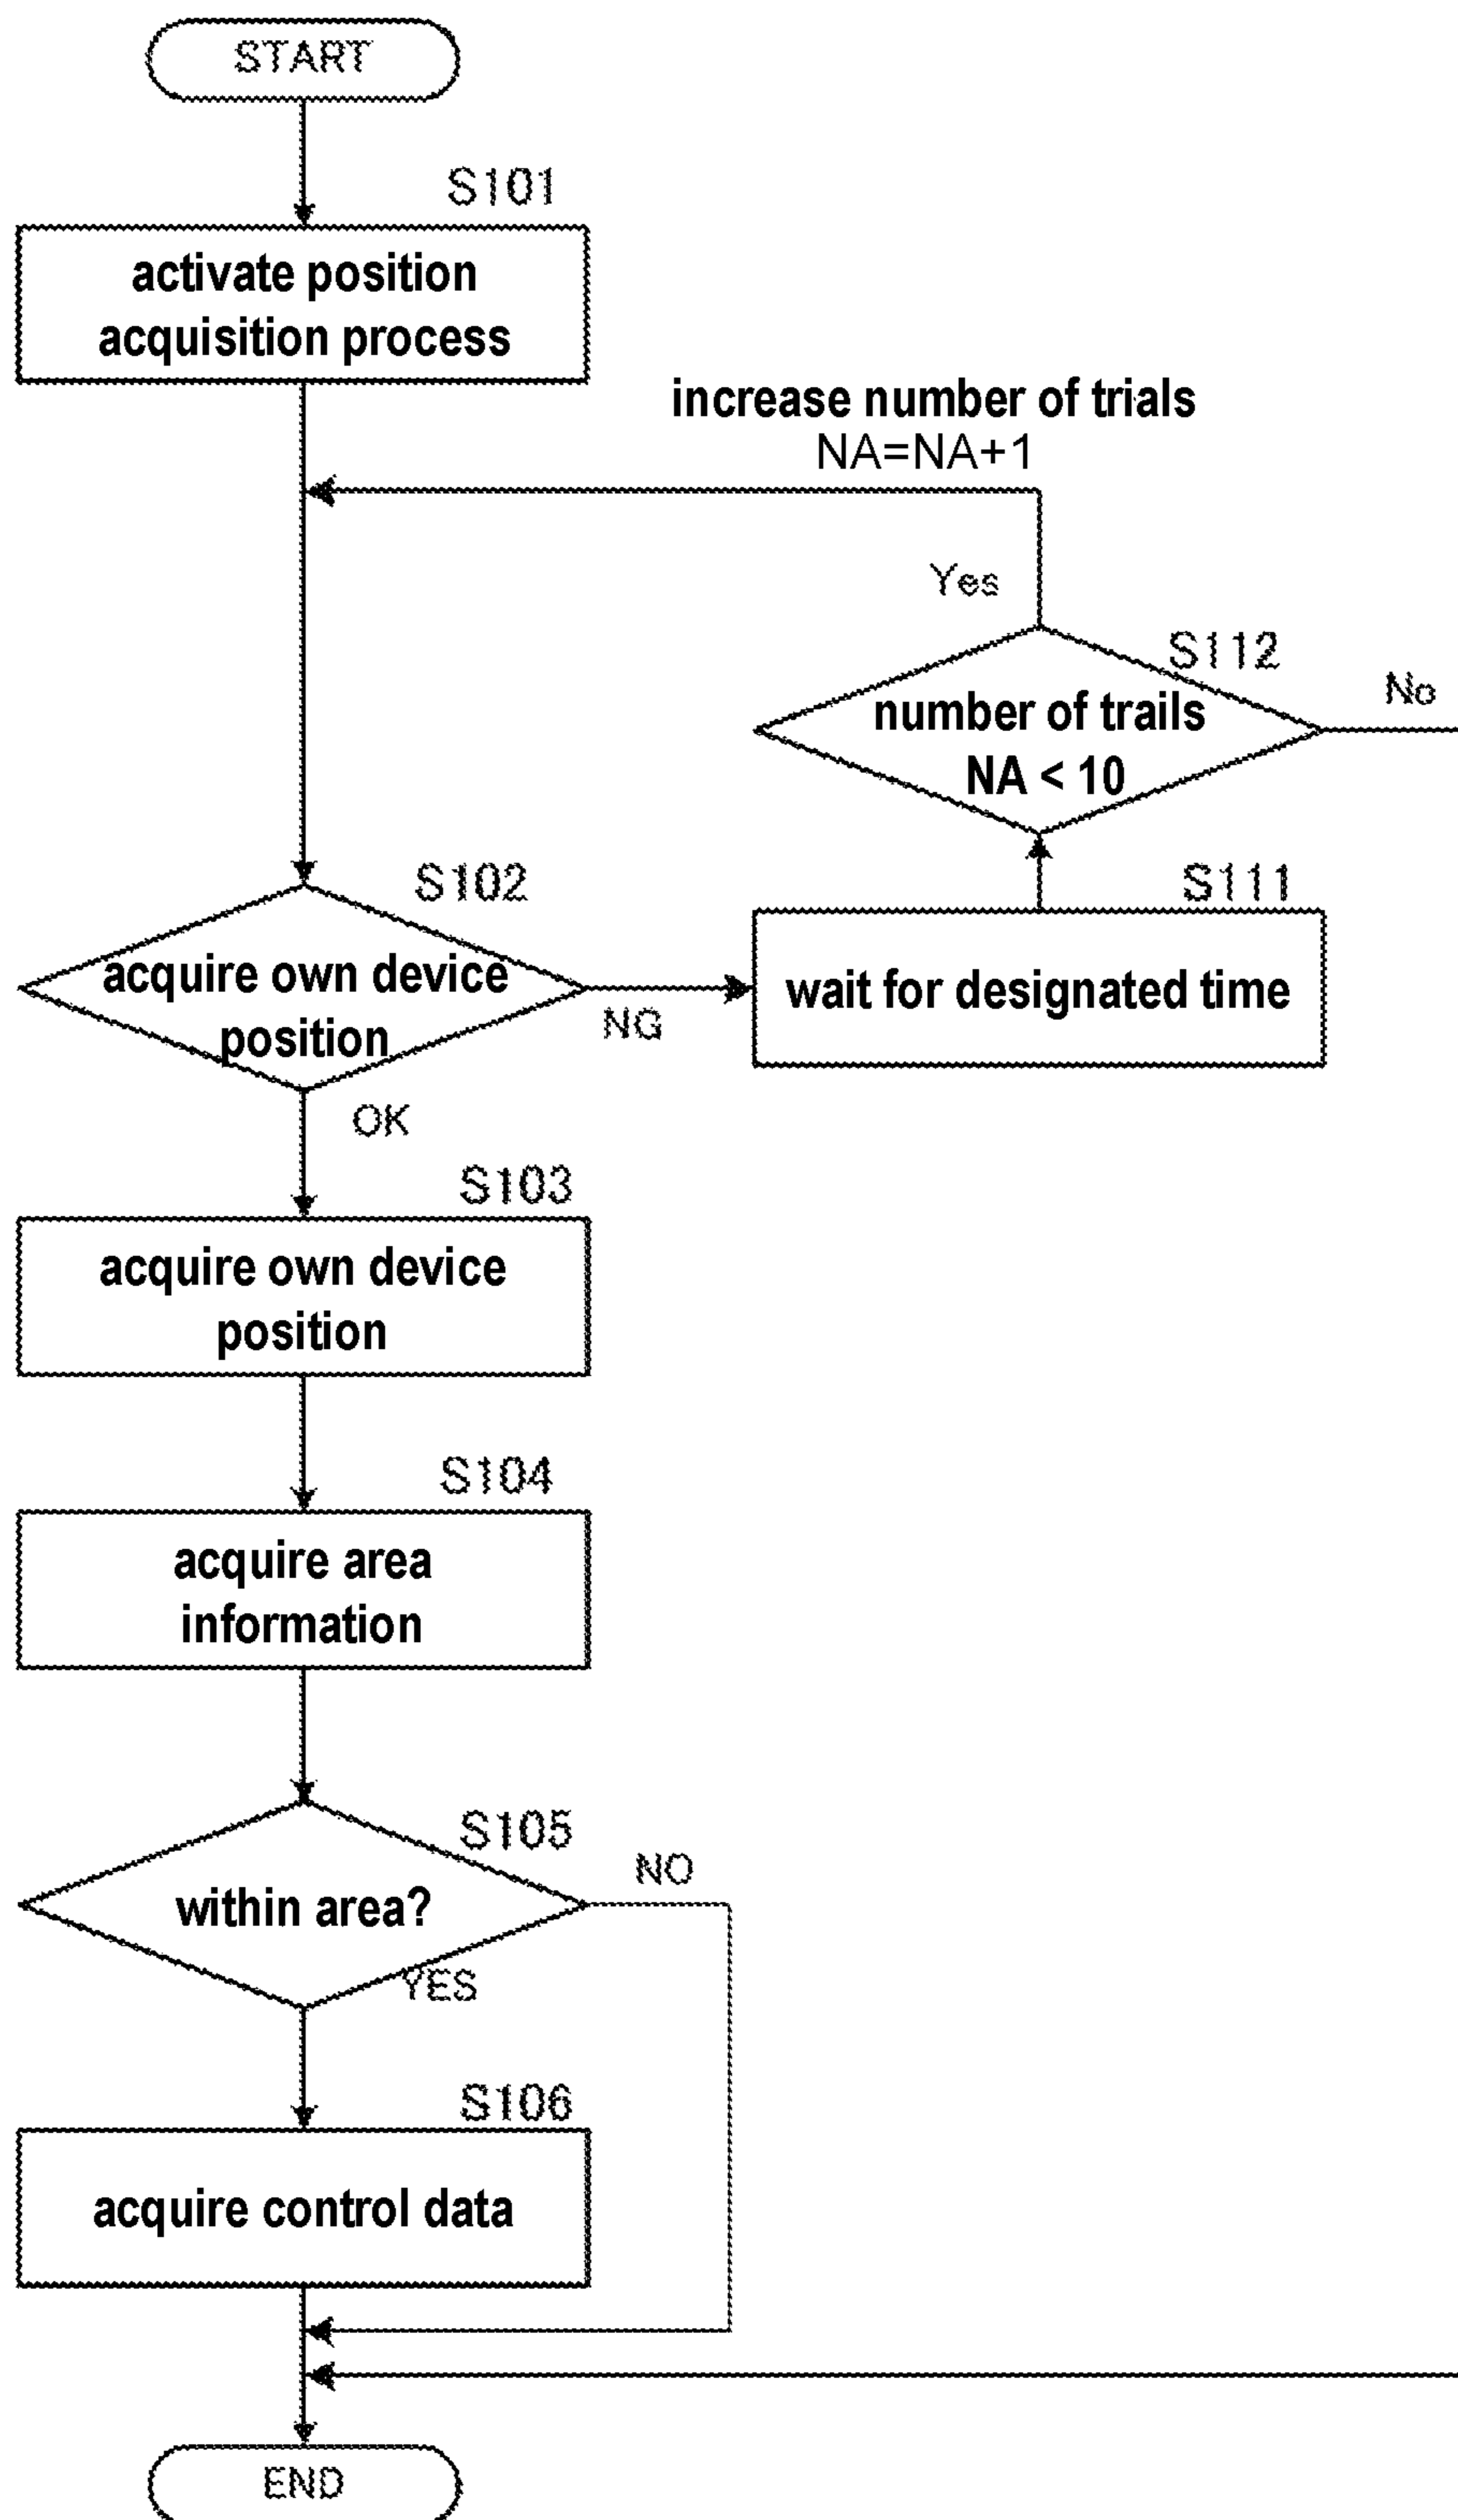 START
S101
activate position
acquisition process
increase number of trials
NA=NA+1
Yes
S112
No
number of trails
NA < 10
S102
S111
acquire own device
position
NG
wait for designated time
OK
S103
acquire own device
position
S104
acquire area
information
S105
NO
within area?
YES
S106
acquire control data
END